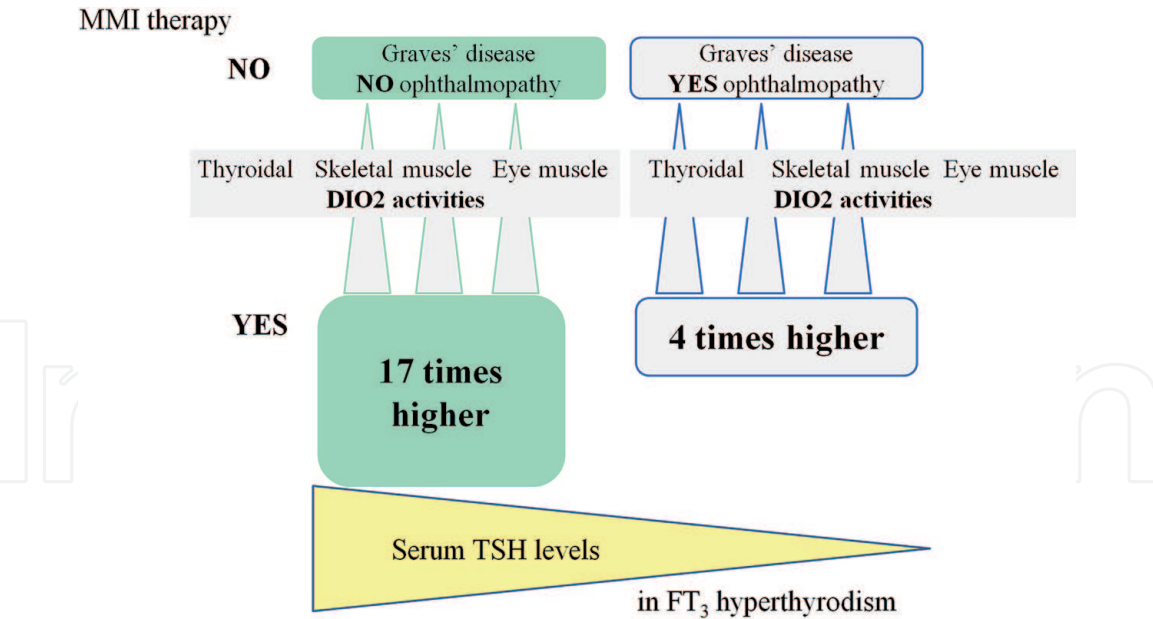 MMI therapy
NO
Graves’ disease
NO ophthalmopathy
Graves’ disease
YES ophthalmopathy
Thyroidal Skeletal muscle Eye muscle
DIO2 activities
Thyroidal Skeletal muscle Eye muscle
DIO2 activities
YES
17 times
higher
4 times higher
Serum TSH levels
in FT₃ hyperthyrodism